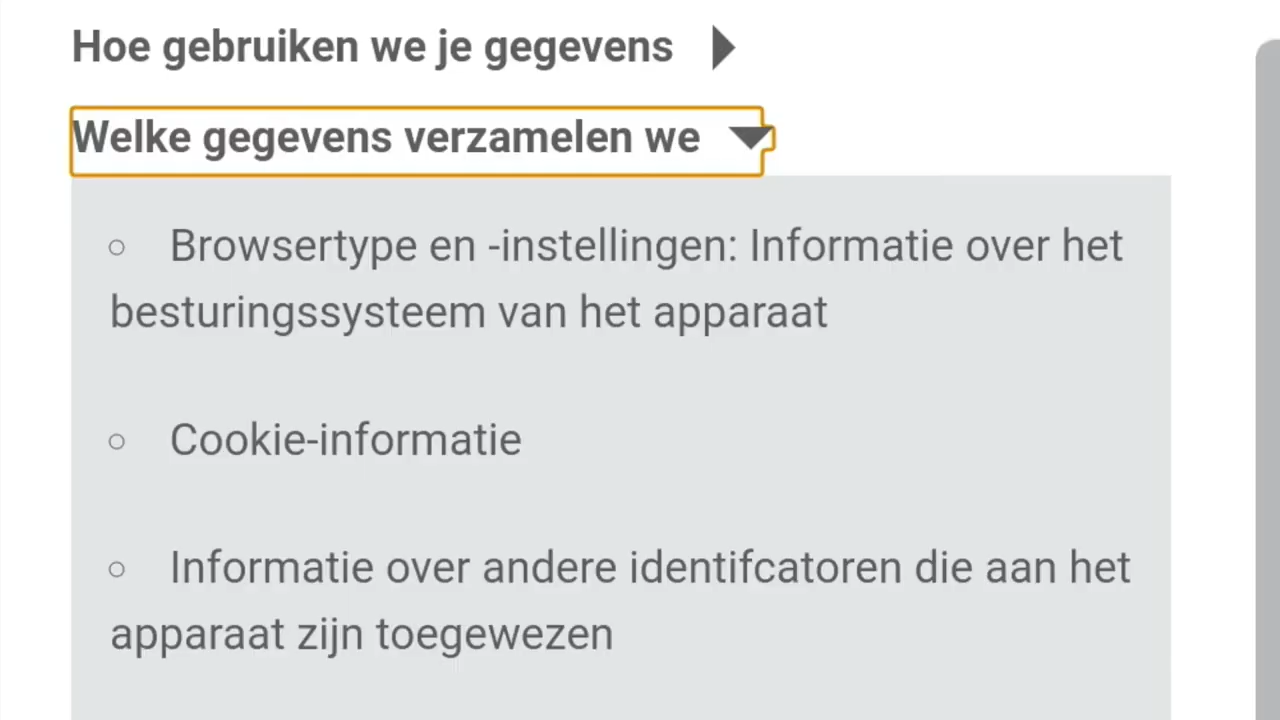 Hoe gebruiken we je gegevens
Welke gegevens verzamelen we
Browsertype en -instellingen: Informatie over het
besturingssysteem van het apparaat
Cookie-informatie
Informatie over andere identifcatoren die aan het
apparaat zijn toegewezen